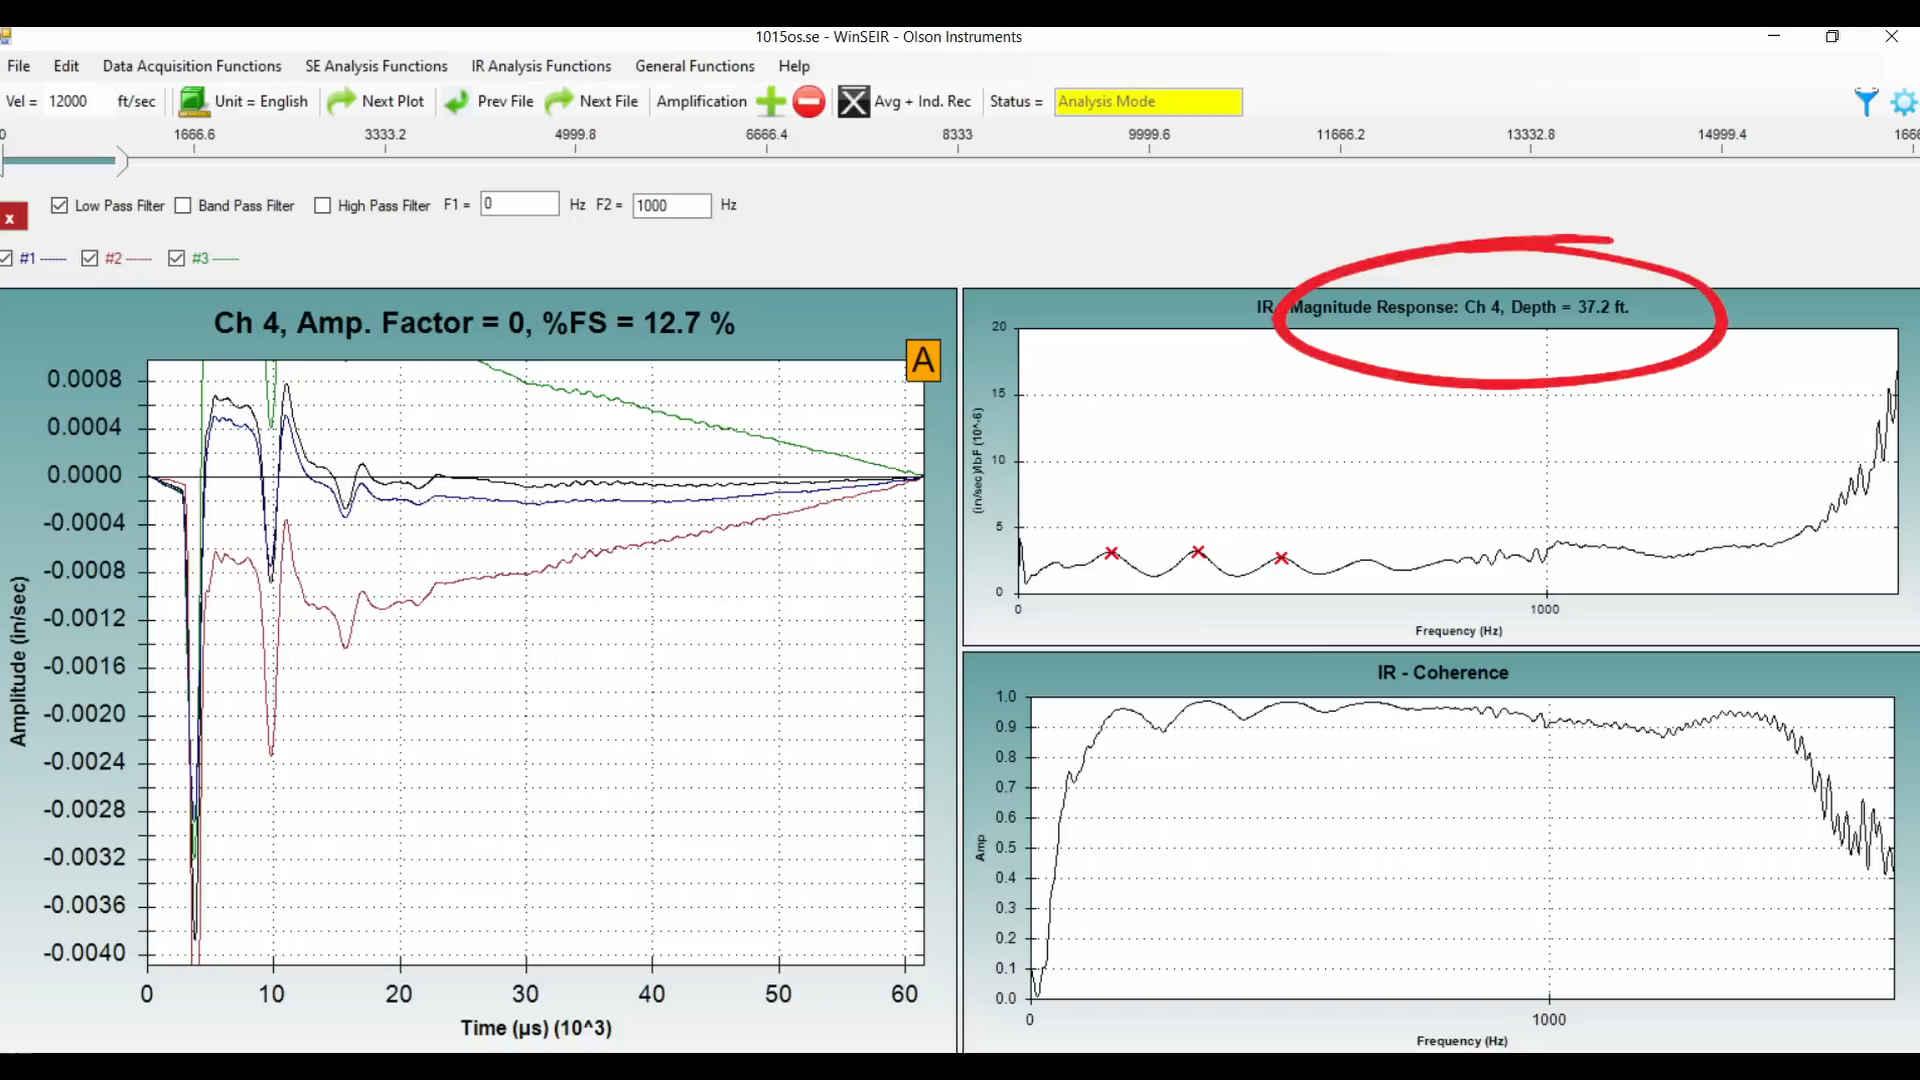 1015os.se - WinSEIR - Olson Instruments
File Edit Data Acquisition Functions SE Analysis Functions IR Analysis Functions General Functions Help
Vel = 12000 ft/sec Unit = English Next Plot Prev File Next File Amplification Avg + Ind. Rec Status = Analysis Mode
0 1666.6 3333.2 4999.8 6666.4 8333 9999.6 11666.2 13332.8 14999.4
x Low Pass Filter Band Pass Filter High Pass Filter F1 = 0 Hz F2 = 1000 Hz
#1 #2 #3
Ch 4, Amp. Factor = 0, %FS = 12.7 %
A
0.0008
0.0004
0.0000
-0.0004
-0.0008
-0.0012
-0.0016
-0.0020
-0.0024
-0.0028
-0.0032
-0.0036
-0.0040
Amplitude (in/sec)
0 10 20 30 40 50 60
Time (µs) (10^3)
IR - Magnitude Response: Ch 4, Depth = 37.2 ft.
20
15
10
5
0
(in/sec)/lbF (10^-6)
0 1000
Frequency (Hz)
IR - Coherence
1.0
0.9
0.8
0.7
0.6
0.5
0.4
0.3
0.2
0.1
0.0
Amp
0 1000
Frequency (Hz)